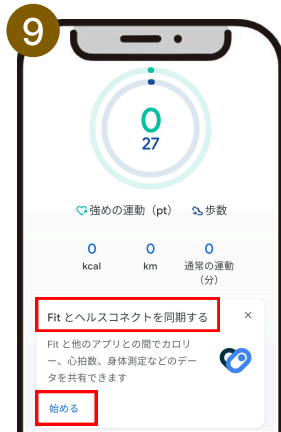 9
0
27
強めの運動（pt） 歩数
0 0 0
kcal km 通常の運動
（分）
Fit とヘルスコネクトを同期する ×
Fit と他のアプリとの間でカロリ
ー、心拍数、身体測定などのデー
タを共有できます
始める